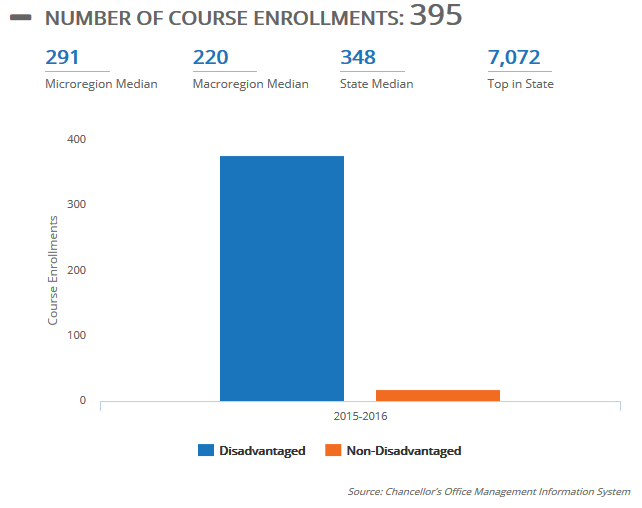 NUMBER OF COURSE ENROLLMENTS: 395
291 220 348 7,072
Microregion Median Macroregion Median State Median Top in State
400
300
200
100
0
Course Enrollments
2015-2016
Disadvantaged Non-Disadvantaged
Source: Chancellor's Office Management Information System